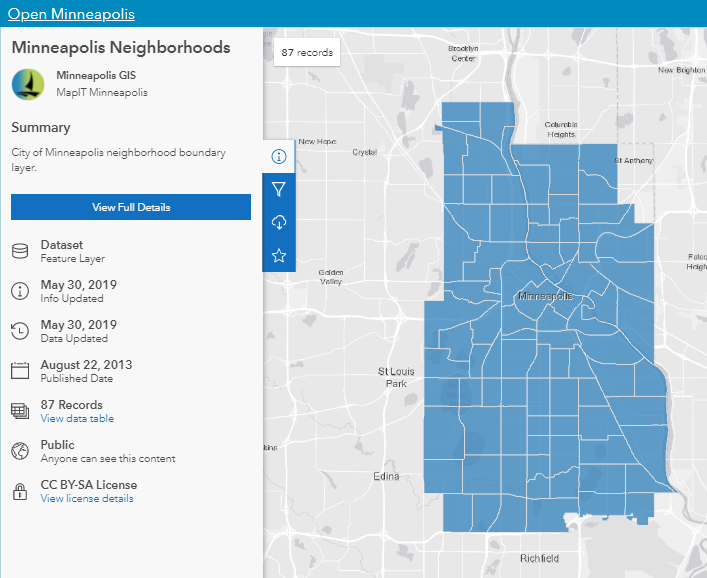 Open Minneapolis
Minneapolis Neighborhoods
Minneapolis GIS
MapIT Minneapolis
Summary
City of Minneapolis neighborhood boundary
layer.
View Full Details
Dataset
Feature Layer
May 30, 2019
Info Updated
May 30, 2019
Data Updated
August 22, 2013
Published Date
87 Records
View data table
Public
Anyone can see this content
CC BY-SA License
View license details
87 records
Brooklyn
Center
New Brighton
Columbia
Heights
New Hope
Crystal
St Anthony
Golden
Valley
Falco
Heigh
Minneapolis
St Louis
Park
kins
Edina
Richfield